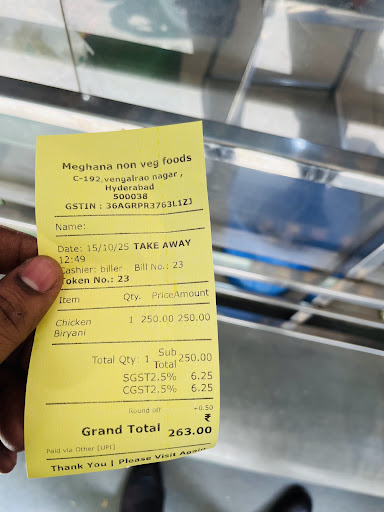 Meghana non veg foods
C-192,vengalrao nagar ,
Hyderabad
500038
GSTIN : 36AGRPR3763L1ZJ
Name:
Date: 15/10/25 TAKE AWAY
12:49
Cashier: biller Bill No.: 23
Token No.: 23
Item Qty. Price Amount
Chicken 1 250.00 250.00
Biryani
Total Qty: 1 Sub 250.00
Total
SGST2.5% 6.25
CGST2.5% 6.25
Round off +0.50
Grand Total ₹
263.00
Paid via Other [UPI]
Thank You | Please Visit Again